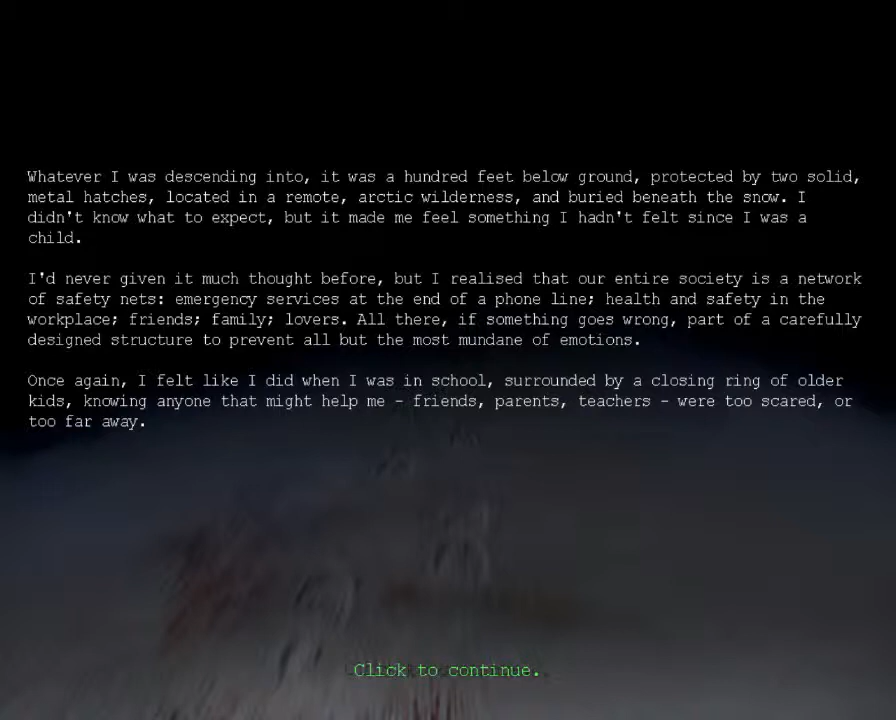 Whatever I was descending into, it was a hundred feet below ground, protected by two solid,
metal hatches, located in a remote, arctic wilderness, and buried beneath the snow. I
didn't know what to expect, but it made me feel something I hadn't felt since I was a
child.
I'd never given it much thought before, but I realised that our entire society is a network
of safety nets: emergency services at the end of a phone line; health and safety in the
workplace; friends; family; lovers. All there, if something goes wrong, part of a carefully
designed structure to prevent all but the most mundane of emotions.
Once again, I felt like I did when I was in school, surrounded by a closing ring of older
kids, knowing anyone that might help me - friends, parents, teachers - were too scared, or
too far away.
Click to continue.